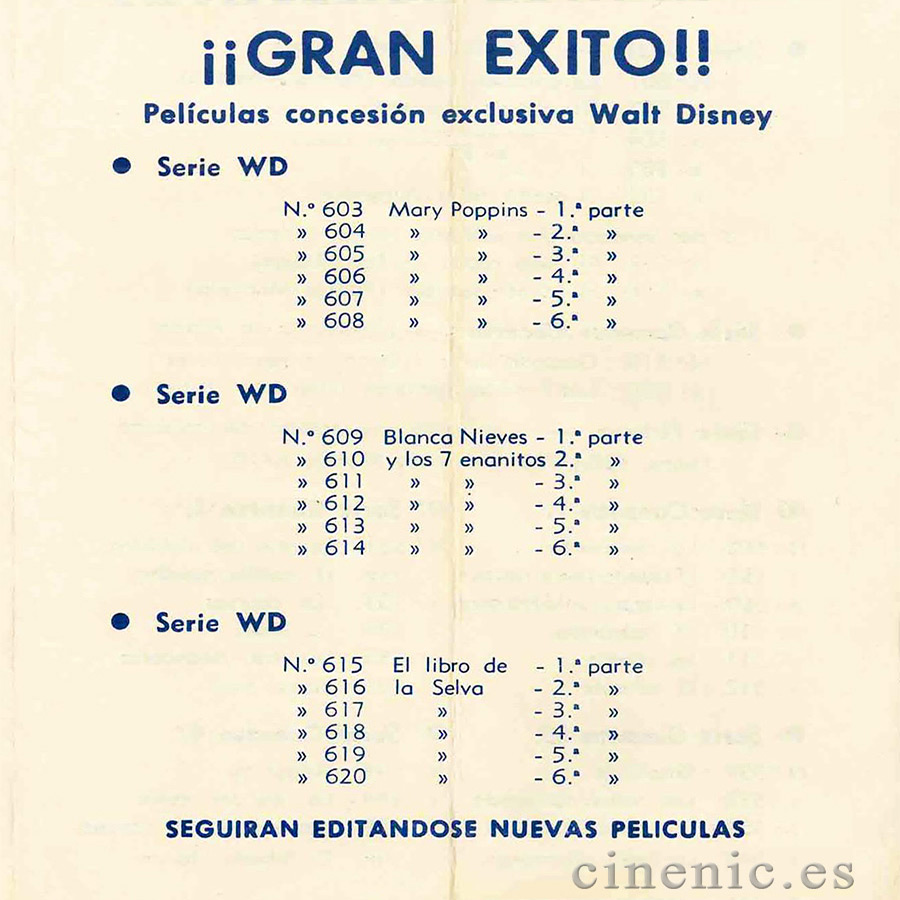 ¡¡GRAN EXITO!!
Películas concesión exclusiva Walt Disney
● Serie WD
N.º 603 Mary Poppins - 1.ª parte
» 604 » » - 2.ª »
» 605 » » - 3.ª »
» 606 » » - 4.ª »
» 607 » » - 5.ª »
» 608 » » - 6.ª »
● Serie WD
N.º 609 Blanca Nieves - 1.ª parte
» 610 y los 7 enanitos 2.ª »
» 611 » » - 3.ª »
» 612 » » - 4.ª »
» 613 » » 5.ª »
» 614 » » - 6.ª »
● Serie WD
N.º 615 El libro de - 1.ª parte
» 616 la Selva - 2.ª »
» 617 » - 3.ª »
» 618 » - 4.ª »
» 619 » - 5.ª »
» 620 » - 6.ª »
SEGUIRAN EDITANDOSE NUEVAS PELICULAS
cinenic.es